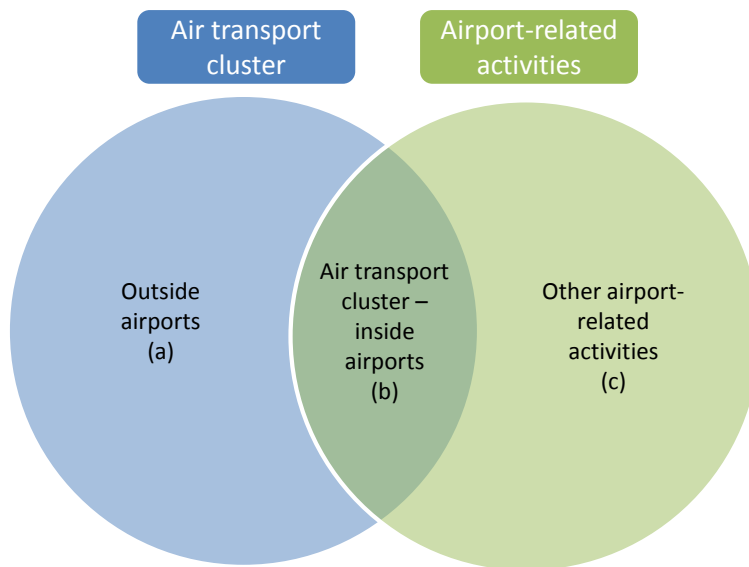 Air transport
cluster
Airport-related
activities
Outside
airports
(a)
Air transport
cluster –
inside
airports
(b)
Other airport-
related
activities
(c)